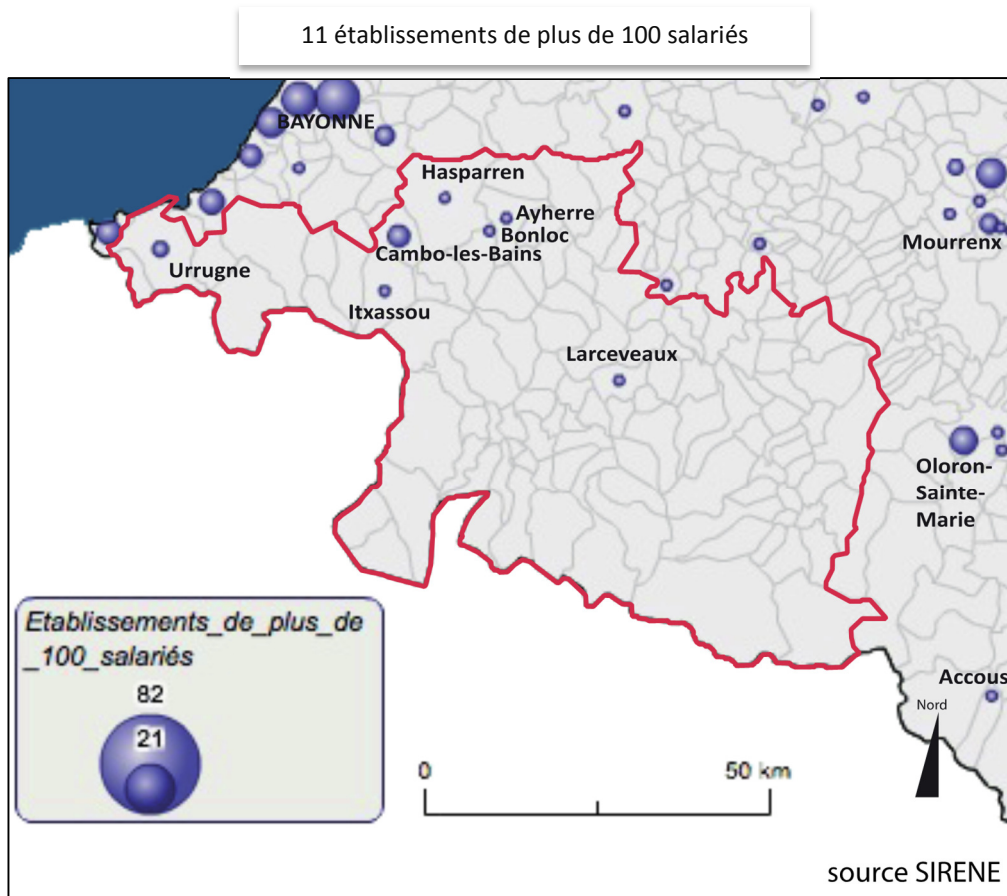 11 établissements de plus de 100 salariés
BAYONNE
Hasparren
Ayherre
Bonloc
Cambo-les-Bains
Urrugne
Itxassou
Mourrenx
Larceveaux
Oloron-
Sainte-
Marie
Accous
Nord
Etablissements_de_plus_de
_100_salariés
82
21
0
50 km
source SIRENE